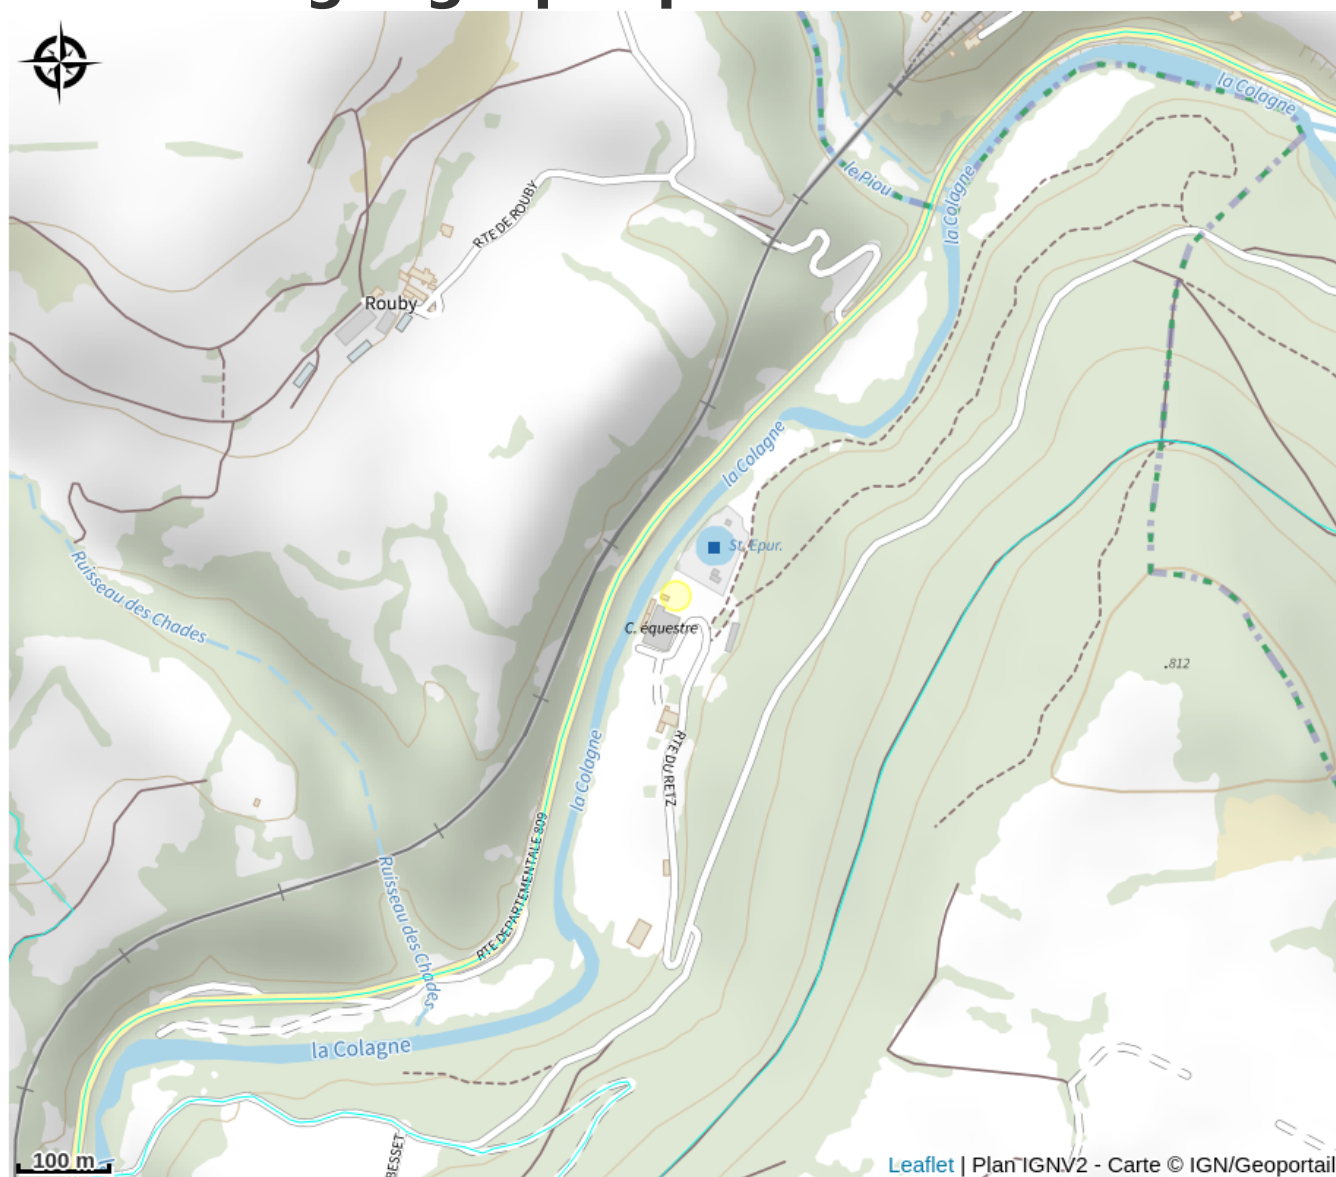 la Colagne
le Piou
la Colagne
RTE DE ROUBY
Rouby
la Colagne
St. Epur.
Ruisseau des Chades
C. équestre
.812
RTE DU RETZ
la Colagne
RTE DEPARTEMENTALE 809
Ruisseau des Chades
la Colagne
BESSET
100 m
Leaflet | Plan IGNV2 - Carte © IGN/Geoportail